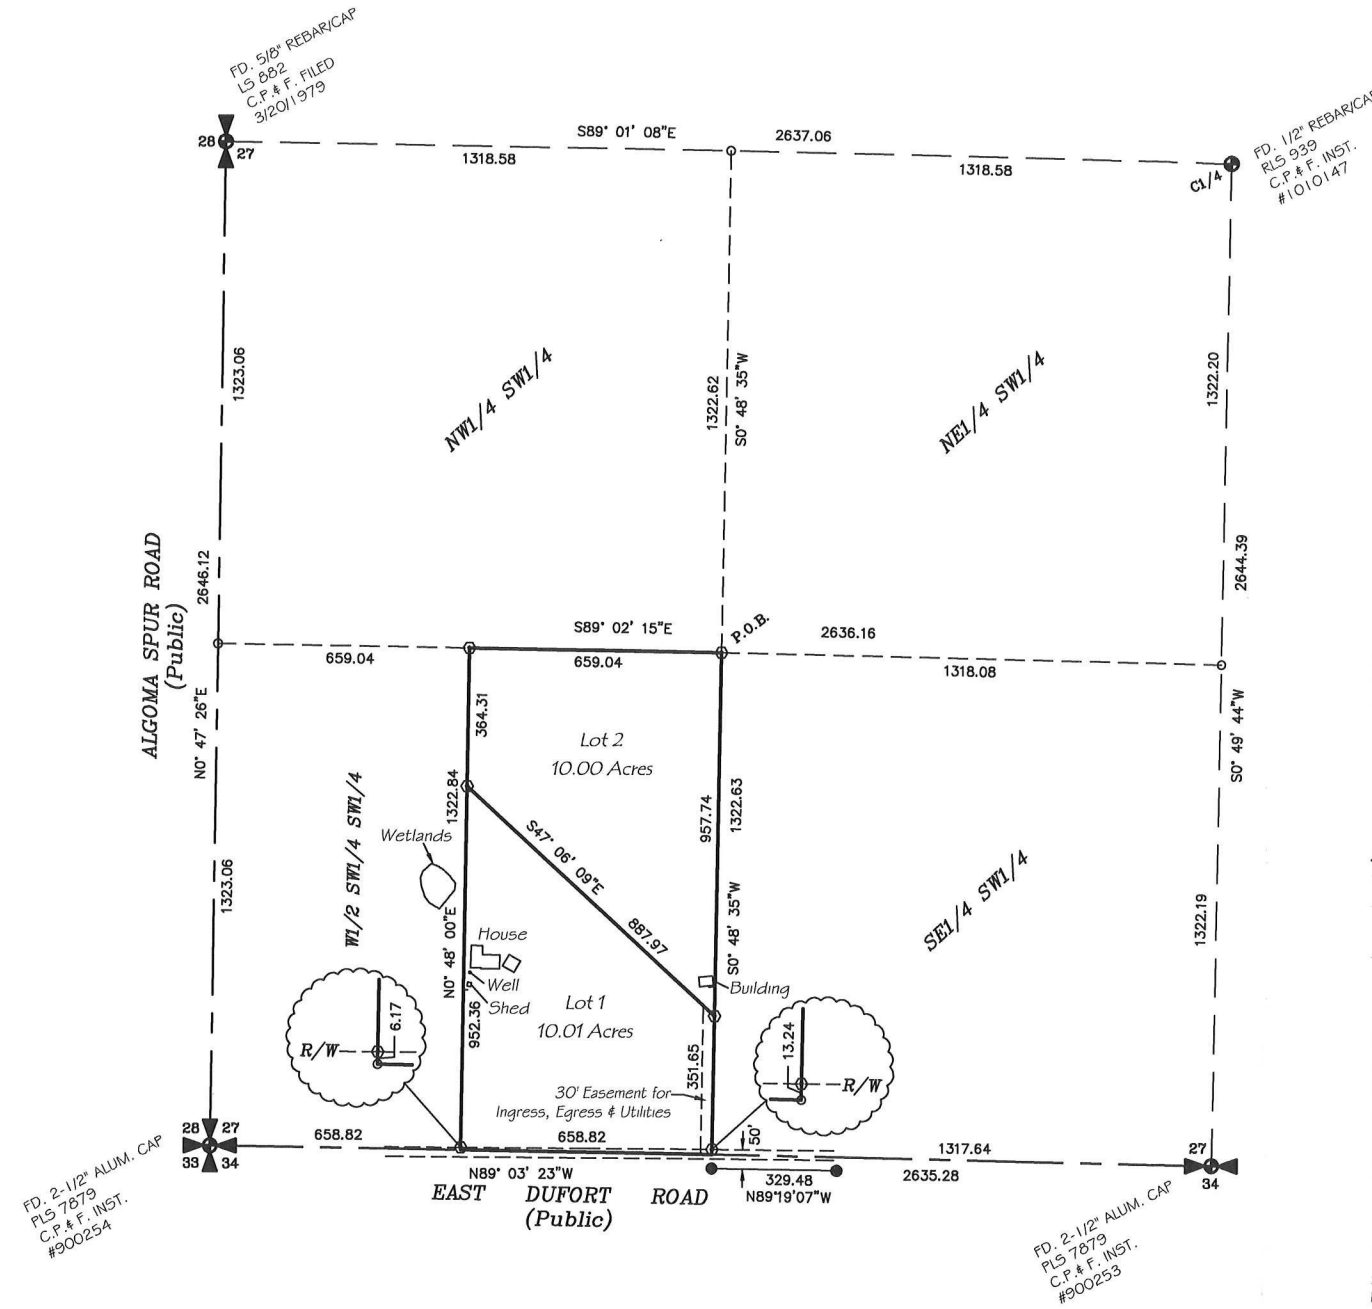 FD. 5/8" REBAR/CAP
LS 882
C.P.& F. FILED
3/20/1979
28
27
S89° 01' 08"E
2637.06
1318.58
1318.58
C1/4
FD. 1/2" REBAR/CAP
RLS 939
C.P.& F. INST.
#1010147
1323.06
NW1/4 SW1/4
1322.62
S0° 48' 35"W
NE1/4 SW1/4
1322.20
ALGOMA SPUR ROAD
(Public)
2646.12
N0° 47' 26"E
S89° 02' 15"E
P.O.B.
2636.16
659.04
659.04
1318.08
2644.39
S0° 49' 44"W
364.31
Lot 2
10.00 Acres
1322.84
957.74
1322.63
W1/2 SW1/4 SW1/4
Wetlands
S47° 06' 09"E
887.97
1323.06
N0° 48' 00"E
S0° 48' 35"W
SE1/4 SW1/4
1322.19
House
Well
Shed
Building
Lot 1
10.01 Acres
952.36
6.17
R/W
13.24
R/W
351.65
30' Easement for
Ingress, Egress & Utilities
28
27
33
34
658.82
658.82
50'
1317.64
27
34
N89° 03' 23"W
329.48
2635.28
N89°19'07"W
EAST DUFORT ROAD
(Public)
FD. 2-1/2" ALUM. CAP
PLS 7879
C.P.& F. INST.
#900254
FD. 2-1/2" ALUM. CAP
PLS 7879
C.P.& F. INST.
#900253